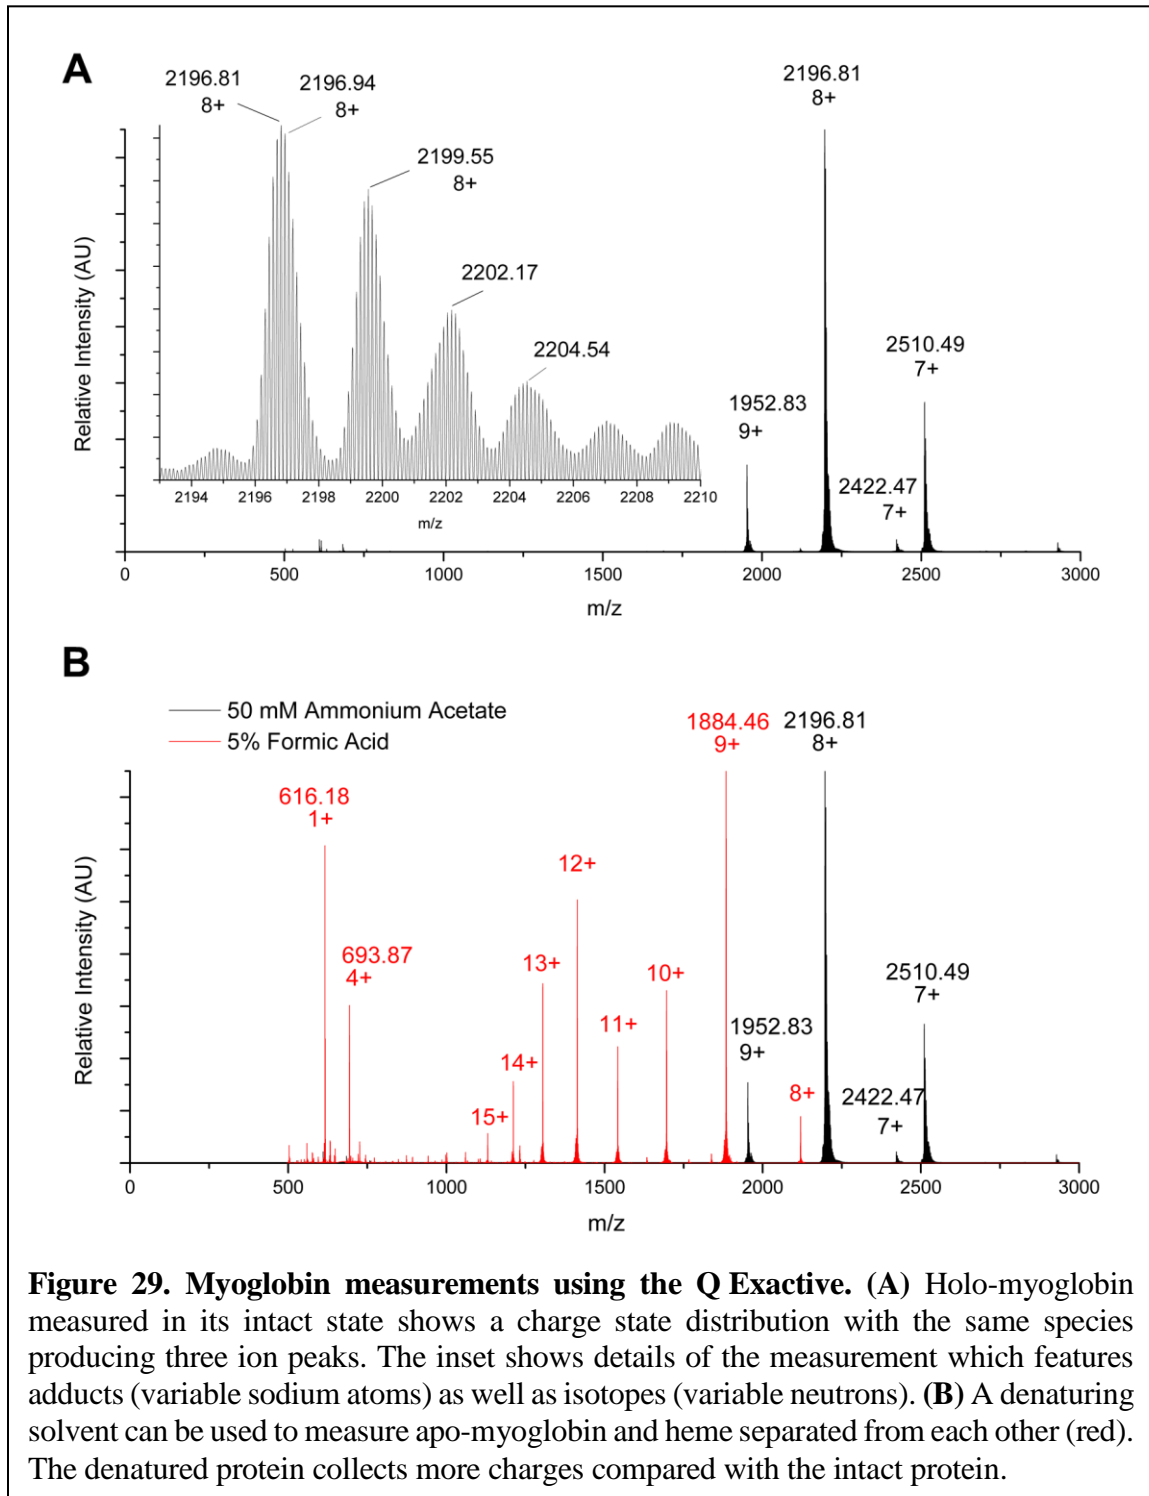 A
2196.81
8+
2196.94
8+
2199.55
8+
2202.17
2204.54
2196.81
8+
2510.49
7+
1952.83
9+
2422.47
7+
Relative Intensity (AU)
2194 2196 2198 2200 2202 2204 2206 2208 2210
m/z
0 500 1000 1500 2000 2500 3000
m/z
B
50 mM Ammonium Acetate
5% Formic Acid
1884.46
9+
2196.81
8+
616.18
1+
12+
693.87
4+
13+
10+
2510.49
7+
11+
1952.83
9+
14+
15+
8+
2422.47
7+
Relative Intensity (AU)
0 500 1000 1500 2000 2500 3000
m/z
Figure 29. Myoglobin measurements using the Q Exactive. (A) Holo-myoglobin
measured in its intact state shows a charge state distribution with the same species
producing three ion peaks. The inset shows details of the measurement which features
adducts (variable sodium atoms) as well as isotopes (variable neutrons). (B) A denaturing
solvent can be used to measure apo-myoglobin and heme separated from each other (red).
The denatured protein collects more charges compared with the intact protein.